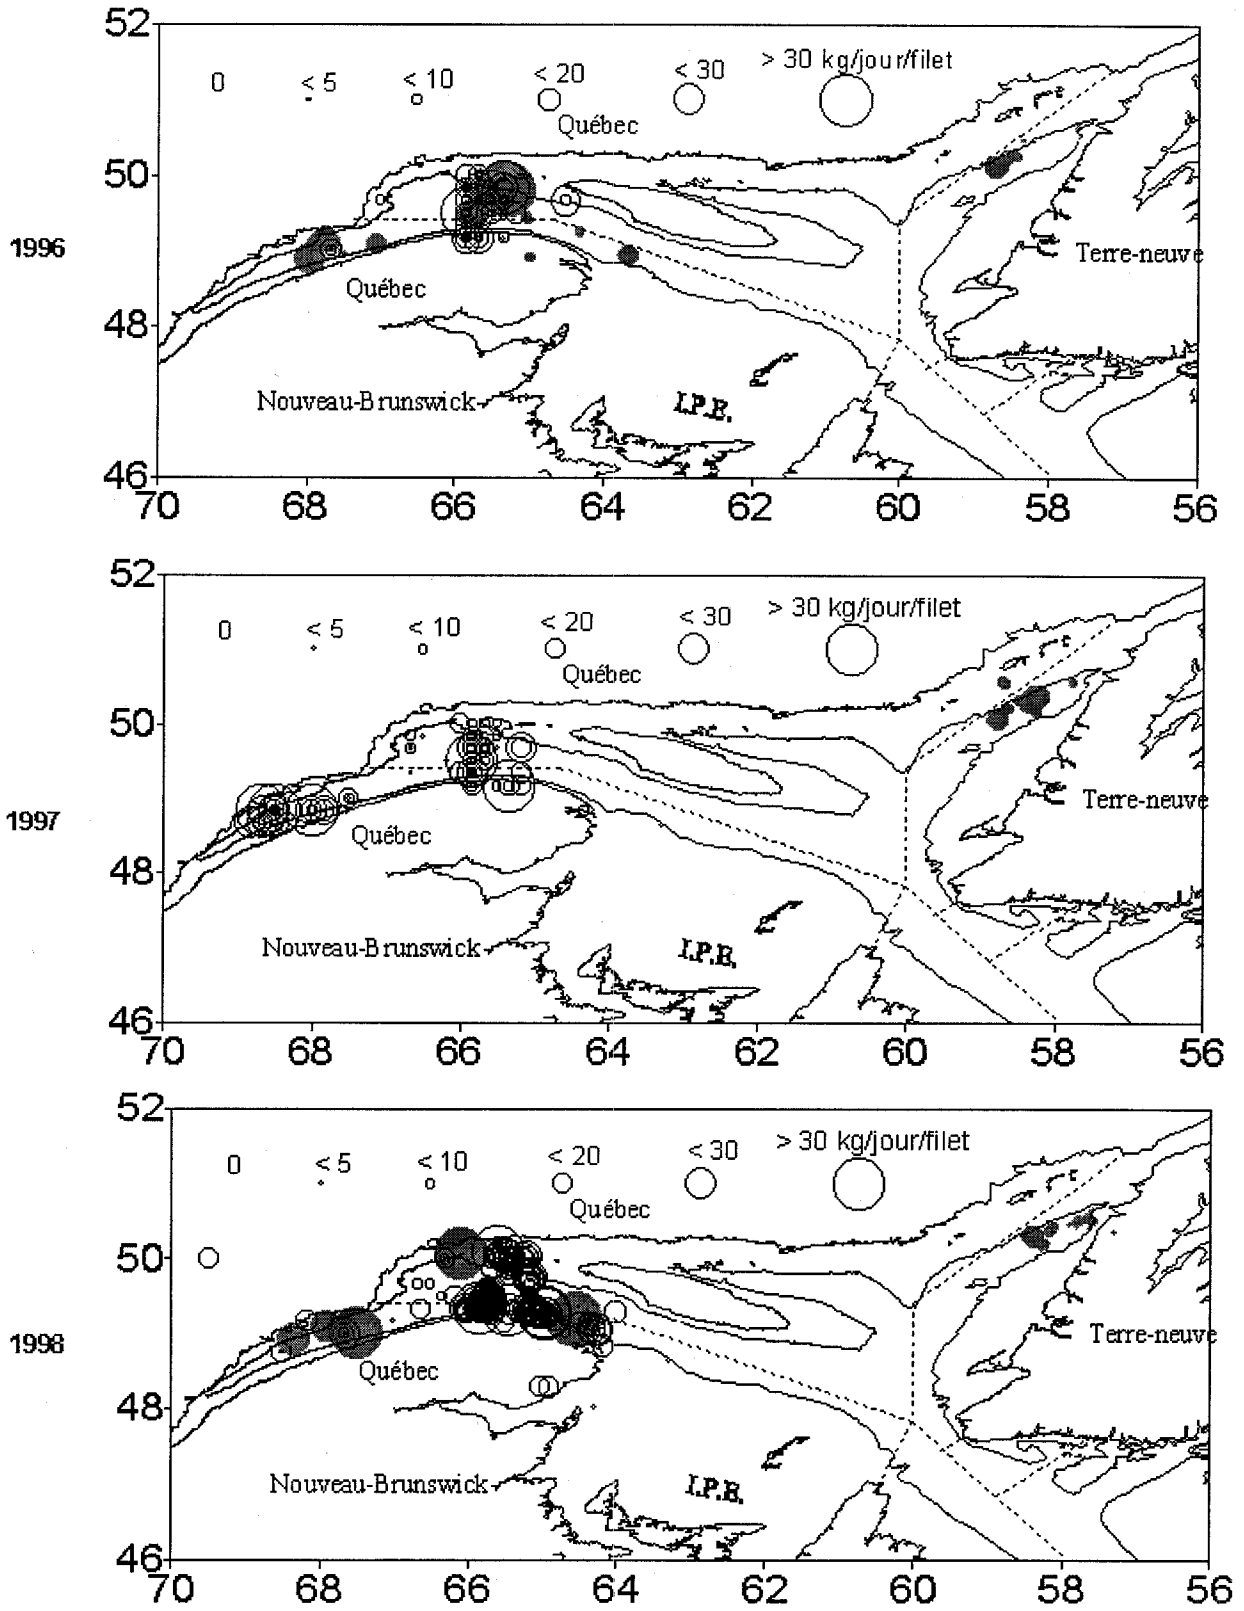 52
0 < 5 < 10 < 20 < 30 > 30 kg/jour/filet
Québec
50
1996
Terre-neuve
Québec
48
Nouveau-Brunswick
I.P.E.
46
70 68 66 64 62 60 58 56
52
0 < 5 < 10 < 20 < 30 > 30 kg/jour/filet
Québec
50
1997
Terre-neuve
Québec
48
Nouveau-Brunswick
I.P.E.
46
70 68 66 64 62 60 58 56
52
0 < 5 < 10 < 20 < 30 > 30 kg/jour/filet
Québec
50
1998
Terre-neuve
Québec
48
Nouveau-Brunswick
I.P.E.
46
70 68 66 64 62 60 58 56